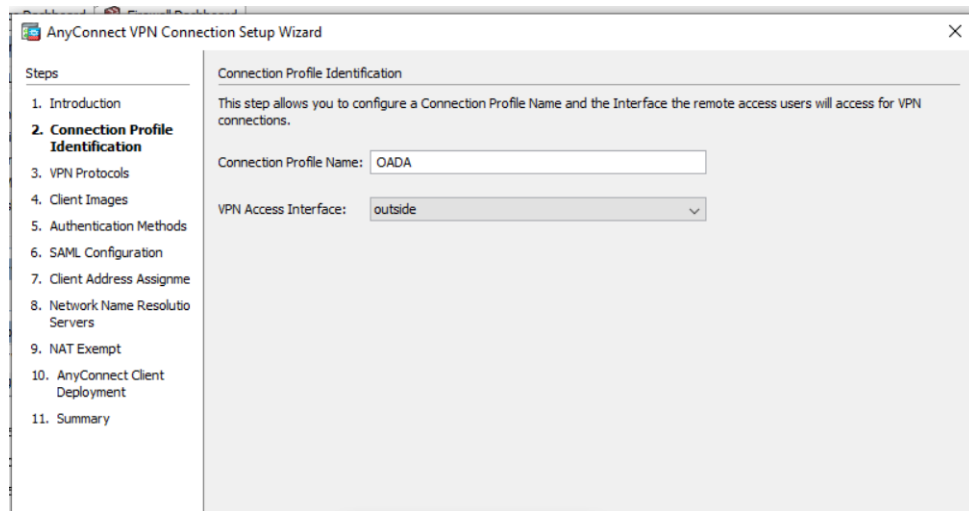 AnyConnect VPN Connection Setup Wizard
Steps
1. Introduction
2. Connection Profile
Identification
3. VPN Protocols
4. Client Images
5. Authentication Methods
6. SAML Configuration
7. Client Address Assignme
8. Network Name Resolutio
Servers
9. NAT Exempt
10. AnyConnect Client
Deployment
11. Summary
Connection Profile Identification
This step allows you to configure a Connection Profile Name and the Interface the remote access users will access for VPN
connections.
Connection Profile Name: OADA
VPN Access Interface: outside